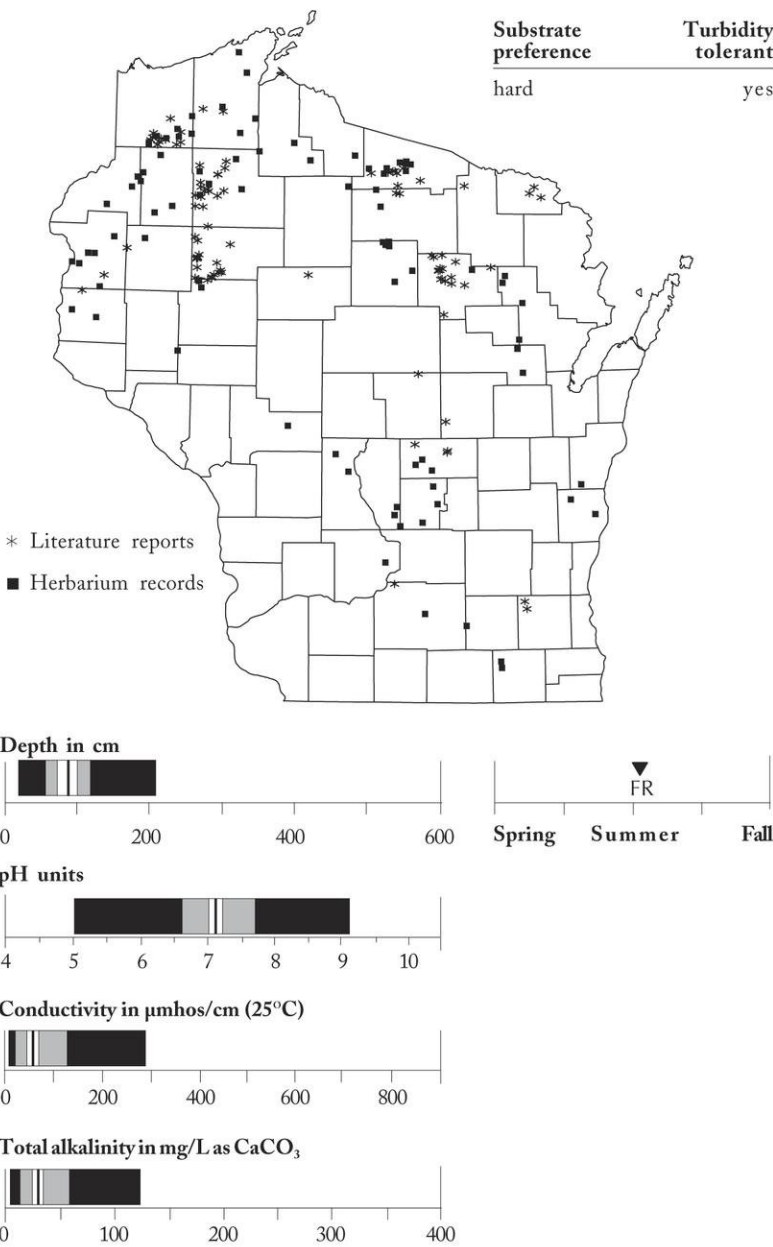 Substrate preference Turbidity tolerant
hard yes
* Literature reports
■ Herbarium records
Depth in cm
0 200 400 600
FR
Spring Summer Fall
pH units
4 5 6 7 8 9 10
Conductivity in µmhos/cm (25°C)
0 200 400 600 800
Total alkalinity in mg/L as CaCO₃
0 100 200 300 400